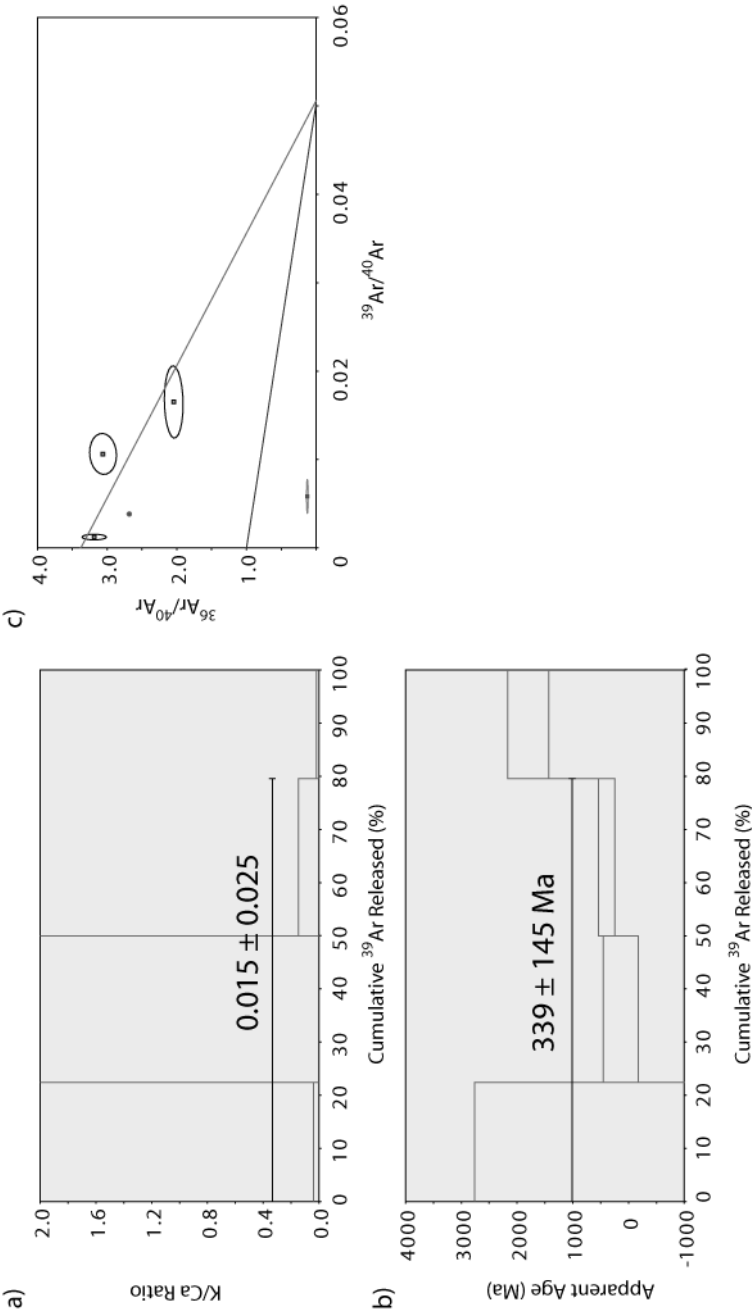 a)
K/Ca Ratio
2.0
1.6
1.2
0.8
0.4
0.0
0.015 ± 0.025
0 10 20 30 40 50 60 70 80 90 100
Cumulative ³⁹Ar Released (%)
b)
Apparent Age (Ma)
4000
3000
2000
1000
0
-1000
339 ± 145 Ma
0 10 20 30 40 50 60 70 80 90 100
Cumulative ³⁹Ar Released (%)
c)
³⁶Ar/⁴⁰Ar
4.0
3.0
2.0
1.0
0 0.02 0.04 0.06
³⁹Ar/⁴⁰Ar